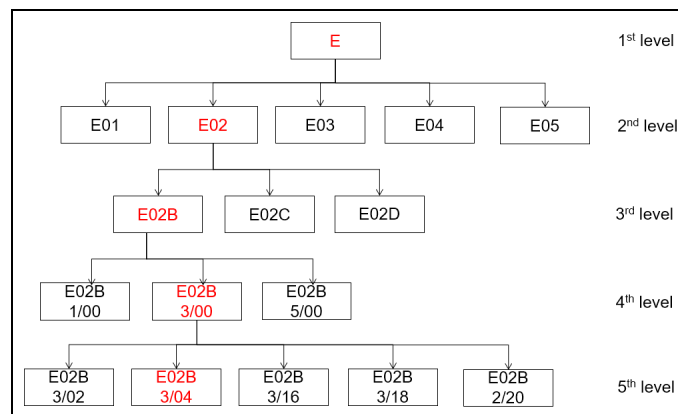 E 1st level
E01 E02 E03 E04 E05 2nd level
E02B E02C E02D 3rd level
E02B E02B E02B
1/00 3/00 5/00 4th level
E02B E02B E02B E02B E02B
3/02 3/04 3/16 3/18 2/20 5th level